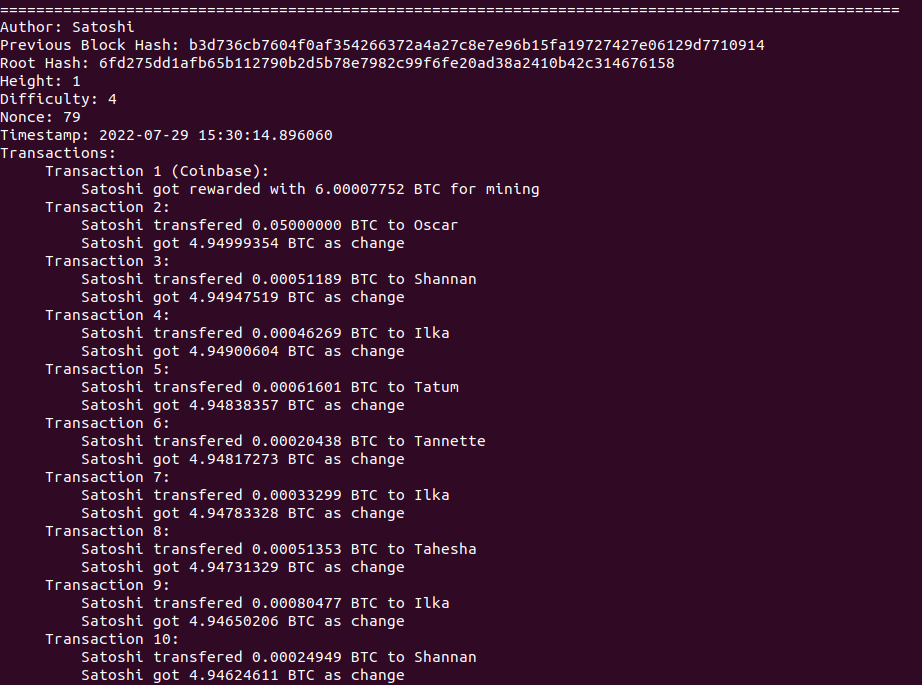 ====================================================================================================
Author: Satoshi
Previous Block Hash: b3d736cb7604f0af354266372a4a27c8e7e96b15fa19727427e06129d7710914
Root Hash: 6fd275dd1afb65b112790b2d5b78e7982c99f6fe20ad38a2410b42c314676158
Height: 1
Difficulty: 4
Nonce: 79
Timestamp: 2022-07-29 15:30:14.896060
Transactions:
     Transaction 1 (Coinbase):
         Satoshi got rewarded with 6.00007752 BTC for mining
     Transaction 2:
         Satoshi transfered 0.05000000 BTC to Oscar
         Satoshi got 4.94999354 BTC as change
     Transaction 3:
         Satoshi transfered 0.00051189 BTC to Shannan
         Satoshi got 4.94947519 BTC as change
     Transaction 4:
         Satoshi transfered 0.00046269 BTC to Ilka
         Satoshi got 4.94900604 BTC as change
     Transaction 5:
         Satoshi transfered 0.00061601 BTC to Tatum
         Satoshi got 4.94838357 BTC as change
     Transaction 6:
         Satoshi transfered 0.00020438 BTC to Tannette
         Satoshi got 4.94817273 BTC as change
     Transaction 7:
         Satoshi transfered 0.00033299 BTC to Ilka
         Satoshi got 4.94783328 BTC as change
     Transaction 8:
         Satoshi transfered 0.00051353 BTC to Tahesha
         Satoshi got 4.94731329 BTC as change
     Transaction 9:
         Satoshi transfered 0.00080477 BTC to Ilka
         Satoshi got 4.94650206 BTC as change
     Transaction 10:
         Satoshi transfered 0.00024949 BTC to Shannan
         Satoshi got 4.94624611 BTC as change